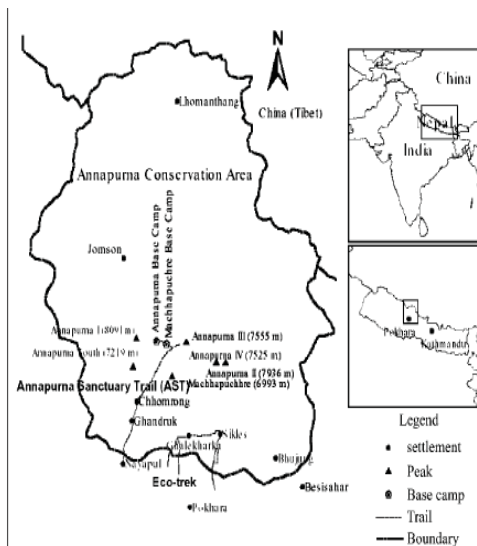 N
Lhomanthang
China (Tibet)
Annapurna Conservation Area
Annapurna Base Camp
Machhapuchre Base Camp
Jomson
Annapurna I (8091 m)
Annapurna South (7219 m)
Annapurna III (7555 m)
Annapurna IV (7525 m)
Annapurna II (7936 m)
Machhapuchhre (6993 m)
Annapurna Sanctuary Trail (AST)
Chhomrong
Ghandruk
Sikles
Nayapul
Eco-trek
Bhujung
Besisahar
Pokhara
China
Nepal
India
Pokhara
Kathmandu
Legend
settlement
Peak
Base camp
Trail
Boundary